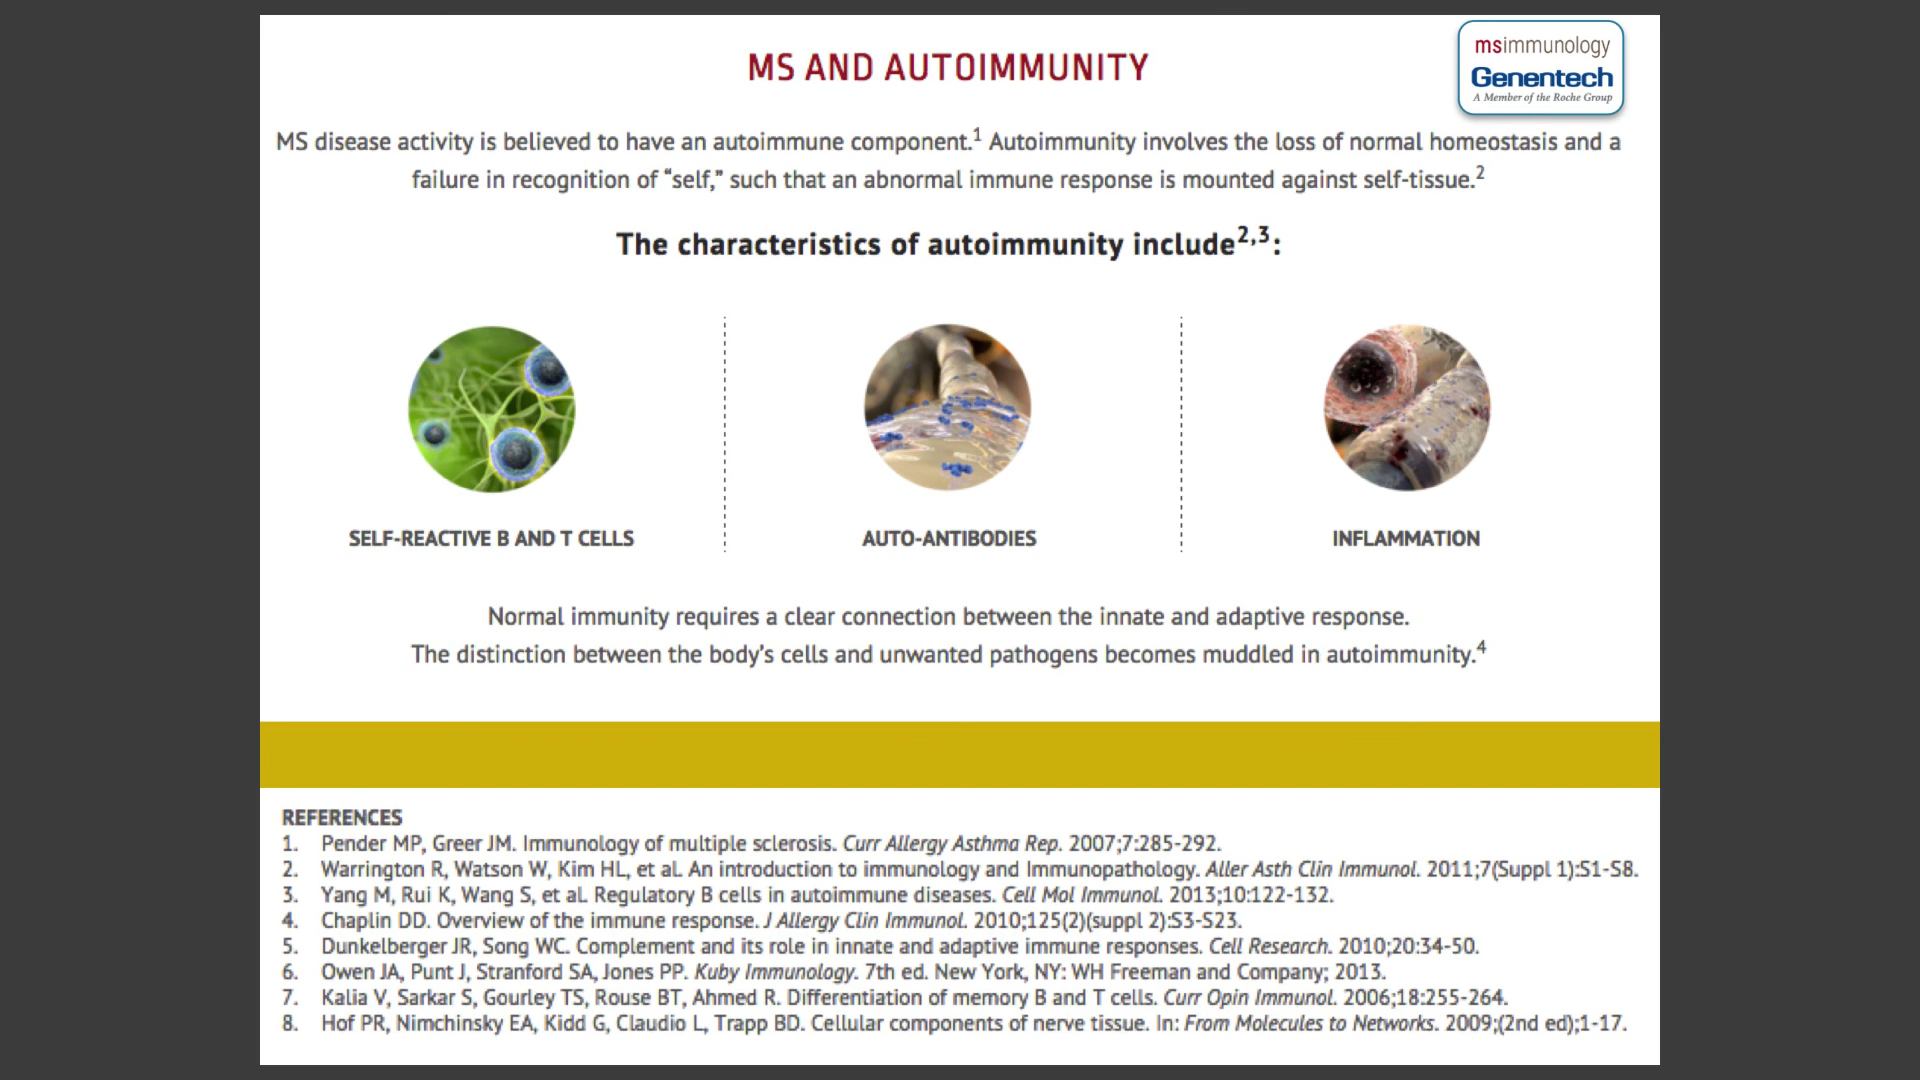 MS AND AUTOIMMUNITY
msimmunology
Genentech
A Member of the Roche Group
MS disease activity is believed to have an autoimmune component.1 Autoimmunity involves the loss of normal homeostasis and a
failure in recognition of “self,” such that an abnormal immune response is mounted against self-tissue.2
The characteristics of autoimmunity include2,3:
SELF-REACTIVE B AND T CELLS
AUTO-ANTIBODIES
INFLAMMATION
Normal immunity requires a clear connection between the innate and adaptive response.
The distinction between the body’s cells and unwanted pathogens becomes muddled in autoimmunity.4
REFERENCES
1. Pender MP, Greer JM. Immunology of multiple sclerosis. Curr Allergy Asthma Rep. 2007;7:285-292.
2. Warrington R, Watson W, Kim HL, et al. An introduction to immunology and Immunopathology. Aller Asth Clin Immunol. 2011;7(Suppl 1):S1-S8.
3. Yang M, Rui K, Wang S, et al. Regulatory B cells in autoimmune diseases. Cell Mol Immunol. 2013;10:122-132.
4. Chaplin DD. Overview of the immune response. J Allergy Clin Immunol. 2010;125(2)(suppl 2):S3-S23.
5. Dunkelberger JR, Song WC. Complement and its role in innate and adaptive immune responses. Cell Research. 2010;20:34-50.
6. Owen JA, Punt J, Stranford SA, Jones PP. Kuby Immunology. 7th ed. New York, NY: WH Freeman and Company; 2013.
7. Kalia V, Sarkar S, Gourley TS, Rouse BT, Ahmed R. Differentiation of memory B and T cells. Curr Opin Immunol. 2006;18:255-264.
8. Hof PR, Nimchinsky EA, Kidd G, Claudio L, Trapp BD. Cellular components of nerve tissue. In: From Molecules to Networks. 2009;(2nd ed);1-17.